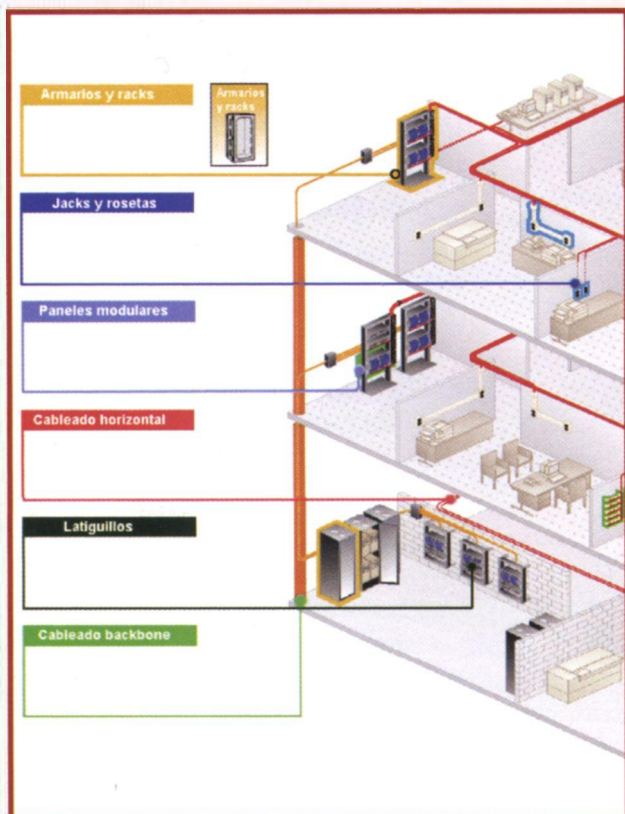 Armarios y racks
Armarios
y racks
Jacks y rosetas
Paneles modulares
Cableado horizontal
Latiguillos
Cableado backbone